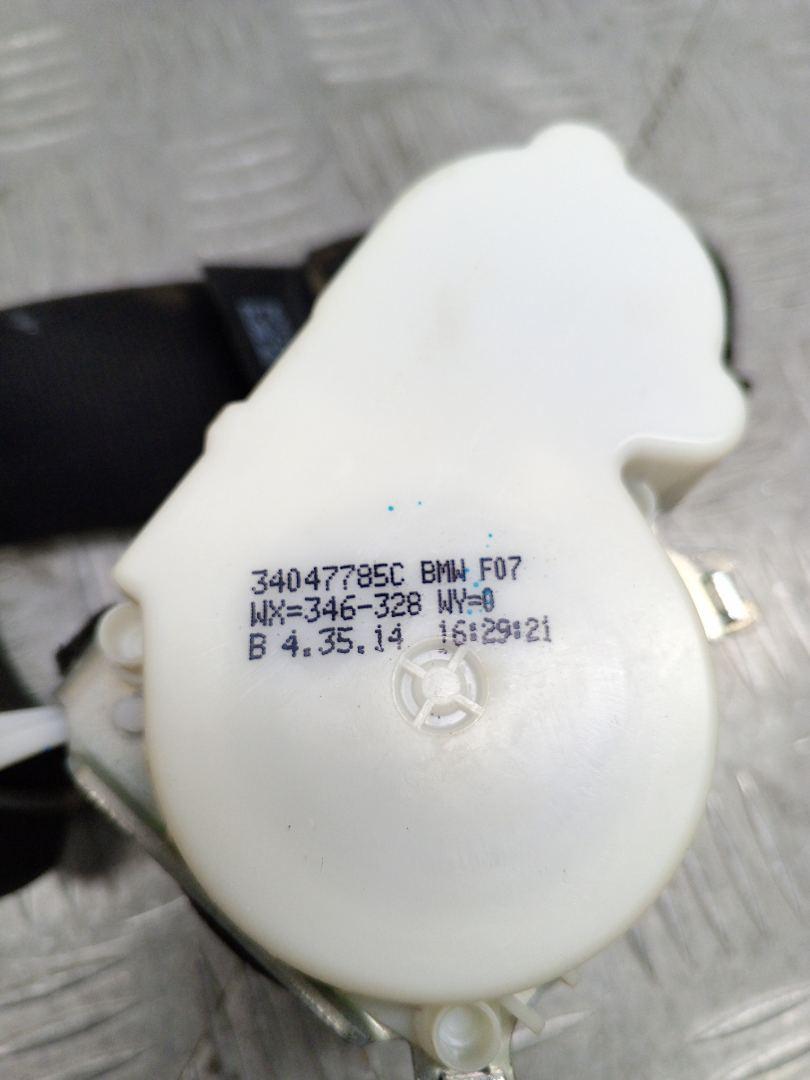 34047785C BMW F07
WX=346-328 WY=0
B 4.35.14 16:29:21